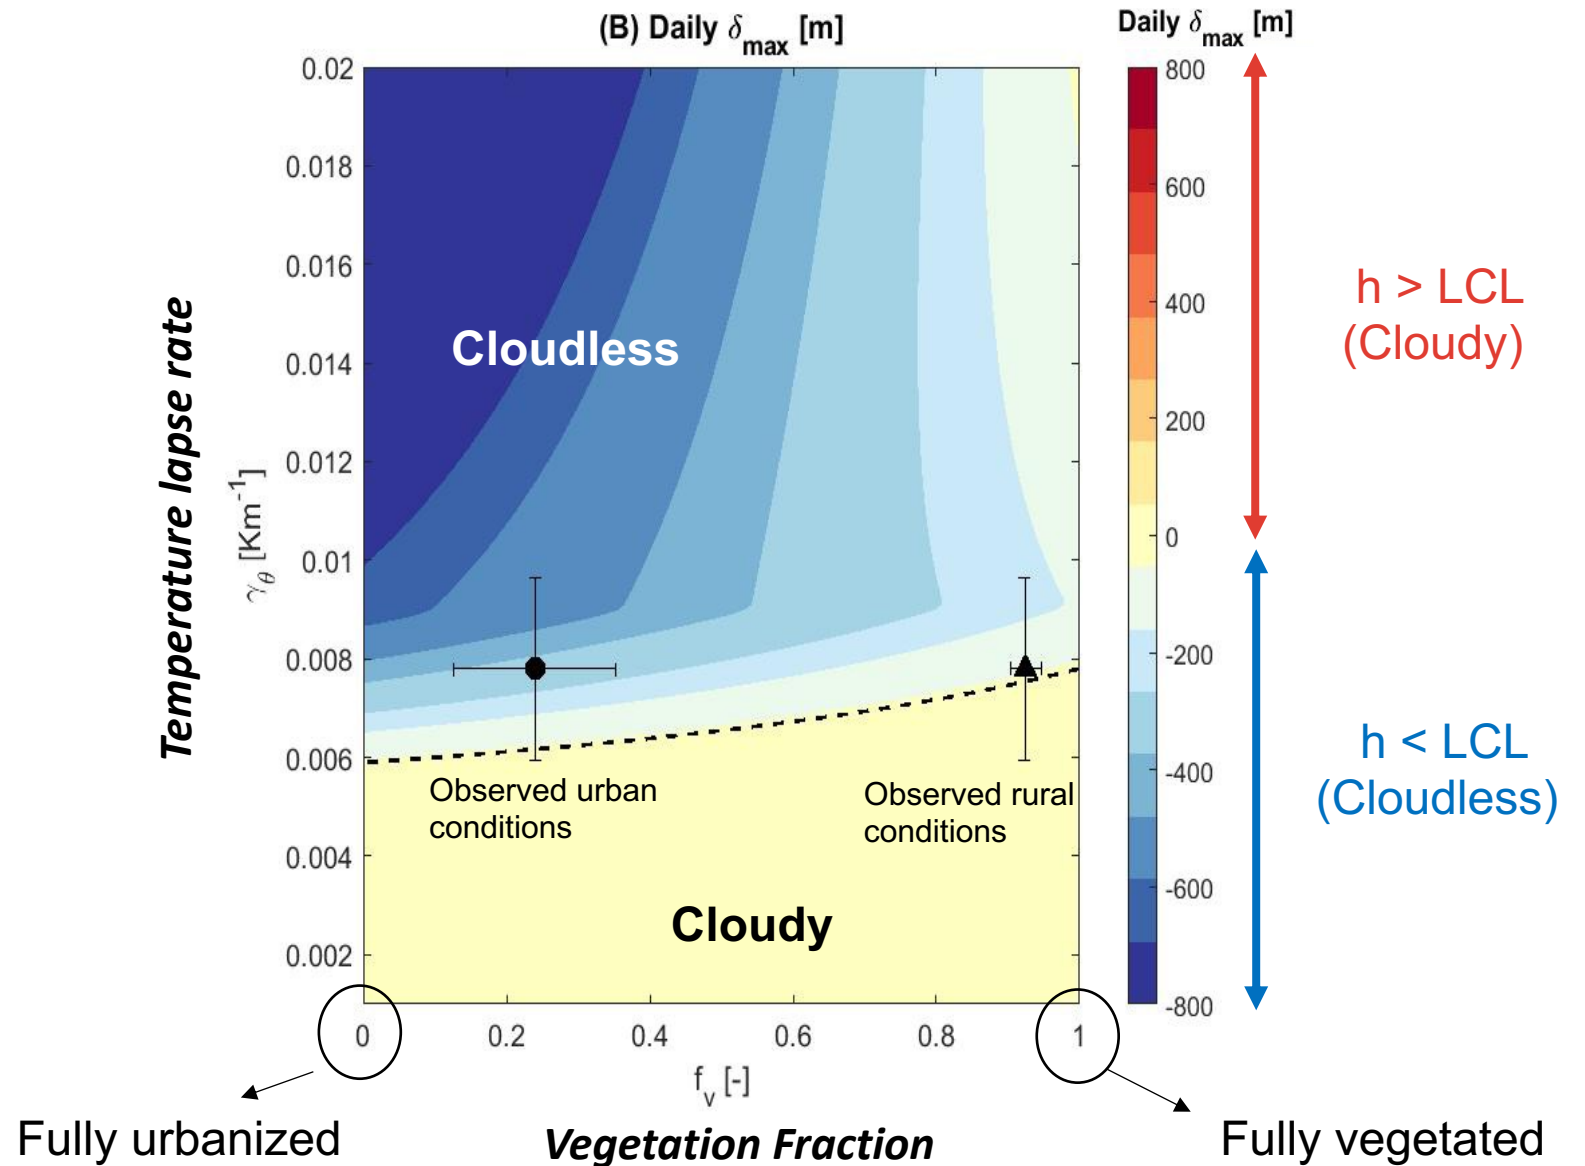 (B) Daily δmax [m]
Daily δmax [m]
0.02
0.018
0.016
0.014
0.012
0.01
0.008
0.006
0.004
0.002
Temperature lapse rate
γθ [Km-1]
Cloudless
Observed urban
conditions
Observed rural
conditions
Cloudy
0
0.2
0.4
0.6
0.8
1
fv [-]
Vegetation Fraction
Fully urbanized
Fully vegetated
800
600
400
200
0
-200
-400
-600
-800
h > LCL
(Cloudy)
h < LCL
(Cloudless)